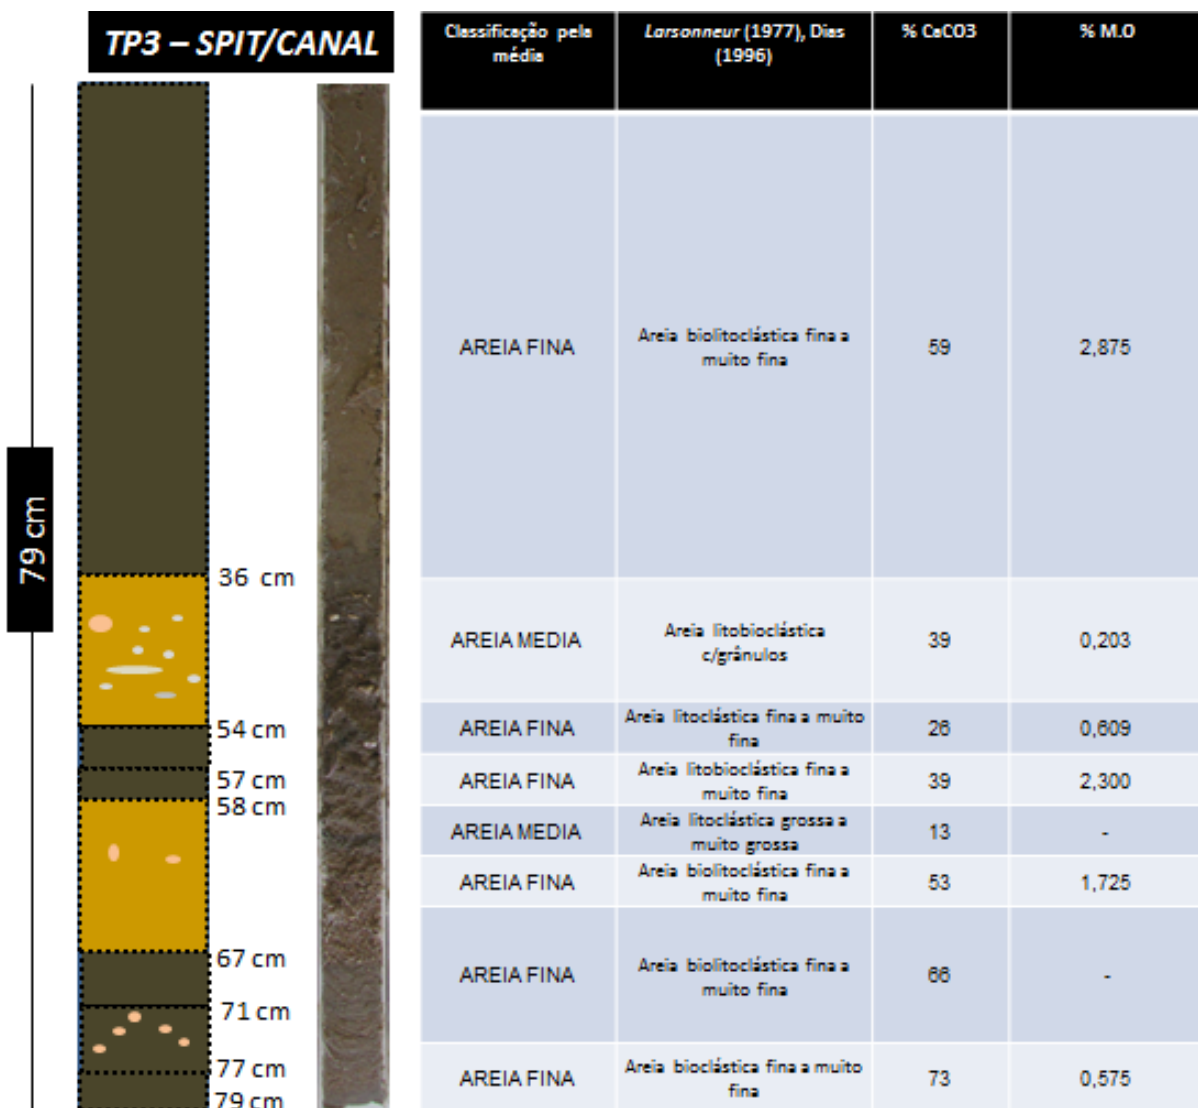 TP3 – SPIT/CANAL
Classificação pela
média
Larsonneur (1977), Dias
(1996)
% CaCO3
% M.O
79 cm
36 cm
54 cm
57 cm
58 cm
67 cm
71 cm
77 cm
79 cm
AREIA FINA
Areia biolitoclástica fina a
muito fina
59
2,875
AREIA MEDIA
Areia litobioclástica
c/grânulos
39
0,203
AREIA FINA
Areia litoclástica fina a muito
fina
26
0,609
AREIA FINA
Areia litobioclástica fina a
muito fina
39
2,300
AREIA MEDIA
Areia litoclástica grossa a
muito grossa
13
-
AREIA FINA
Areia biolitoclástica fina a
muito fina
53
1,725
AREIA FINA
Areia biolitoclástica fina a
muito fina
66
-
AREIA FINA
Areia bioclástica fina a muito
fina
73
0,575